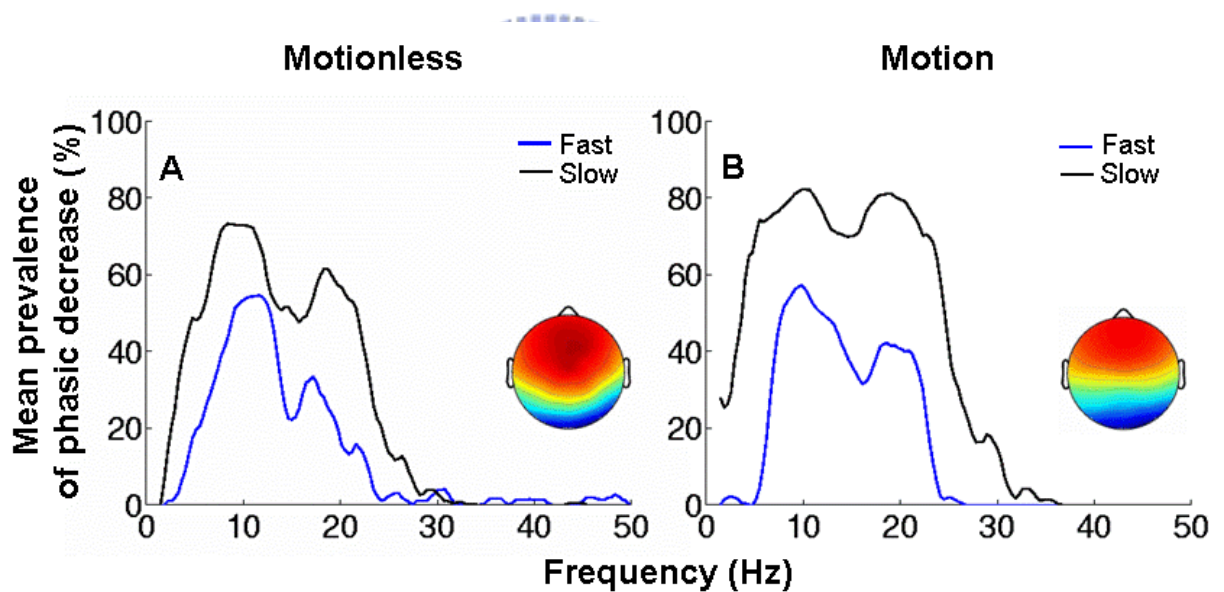 Motionless
Motion
Mean prevalence
of phasic decrease (%)
A
Fast
Slow
100
80
60
40
20
0
0 10 20 30 40 50
B
Fast
Slow
100
80
60
40
20
0
0 10 20 30 40 50
Frequency (Hz)